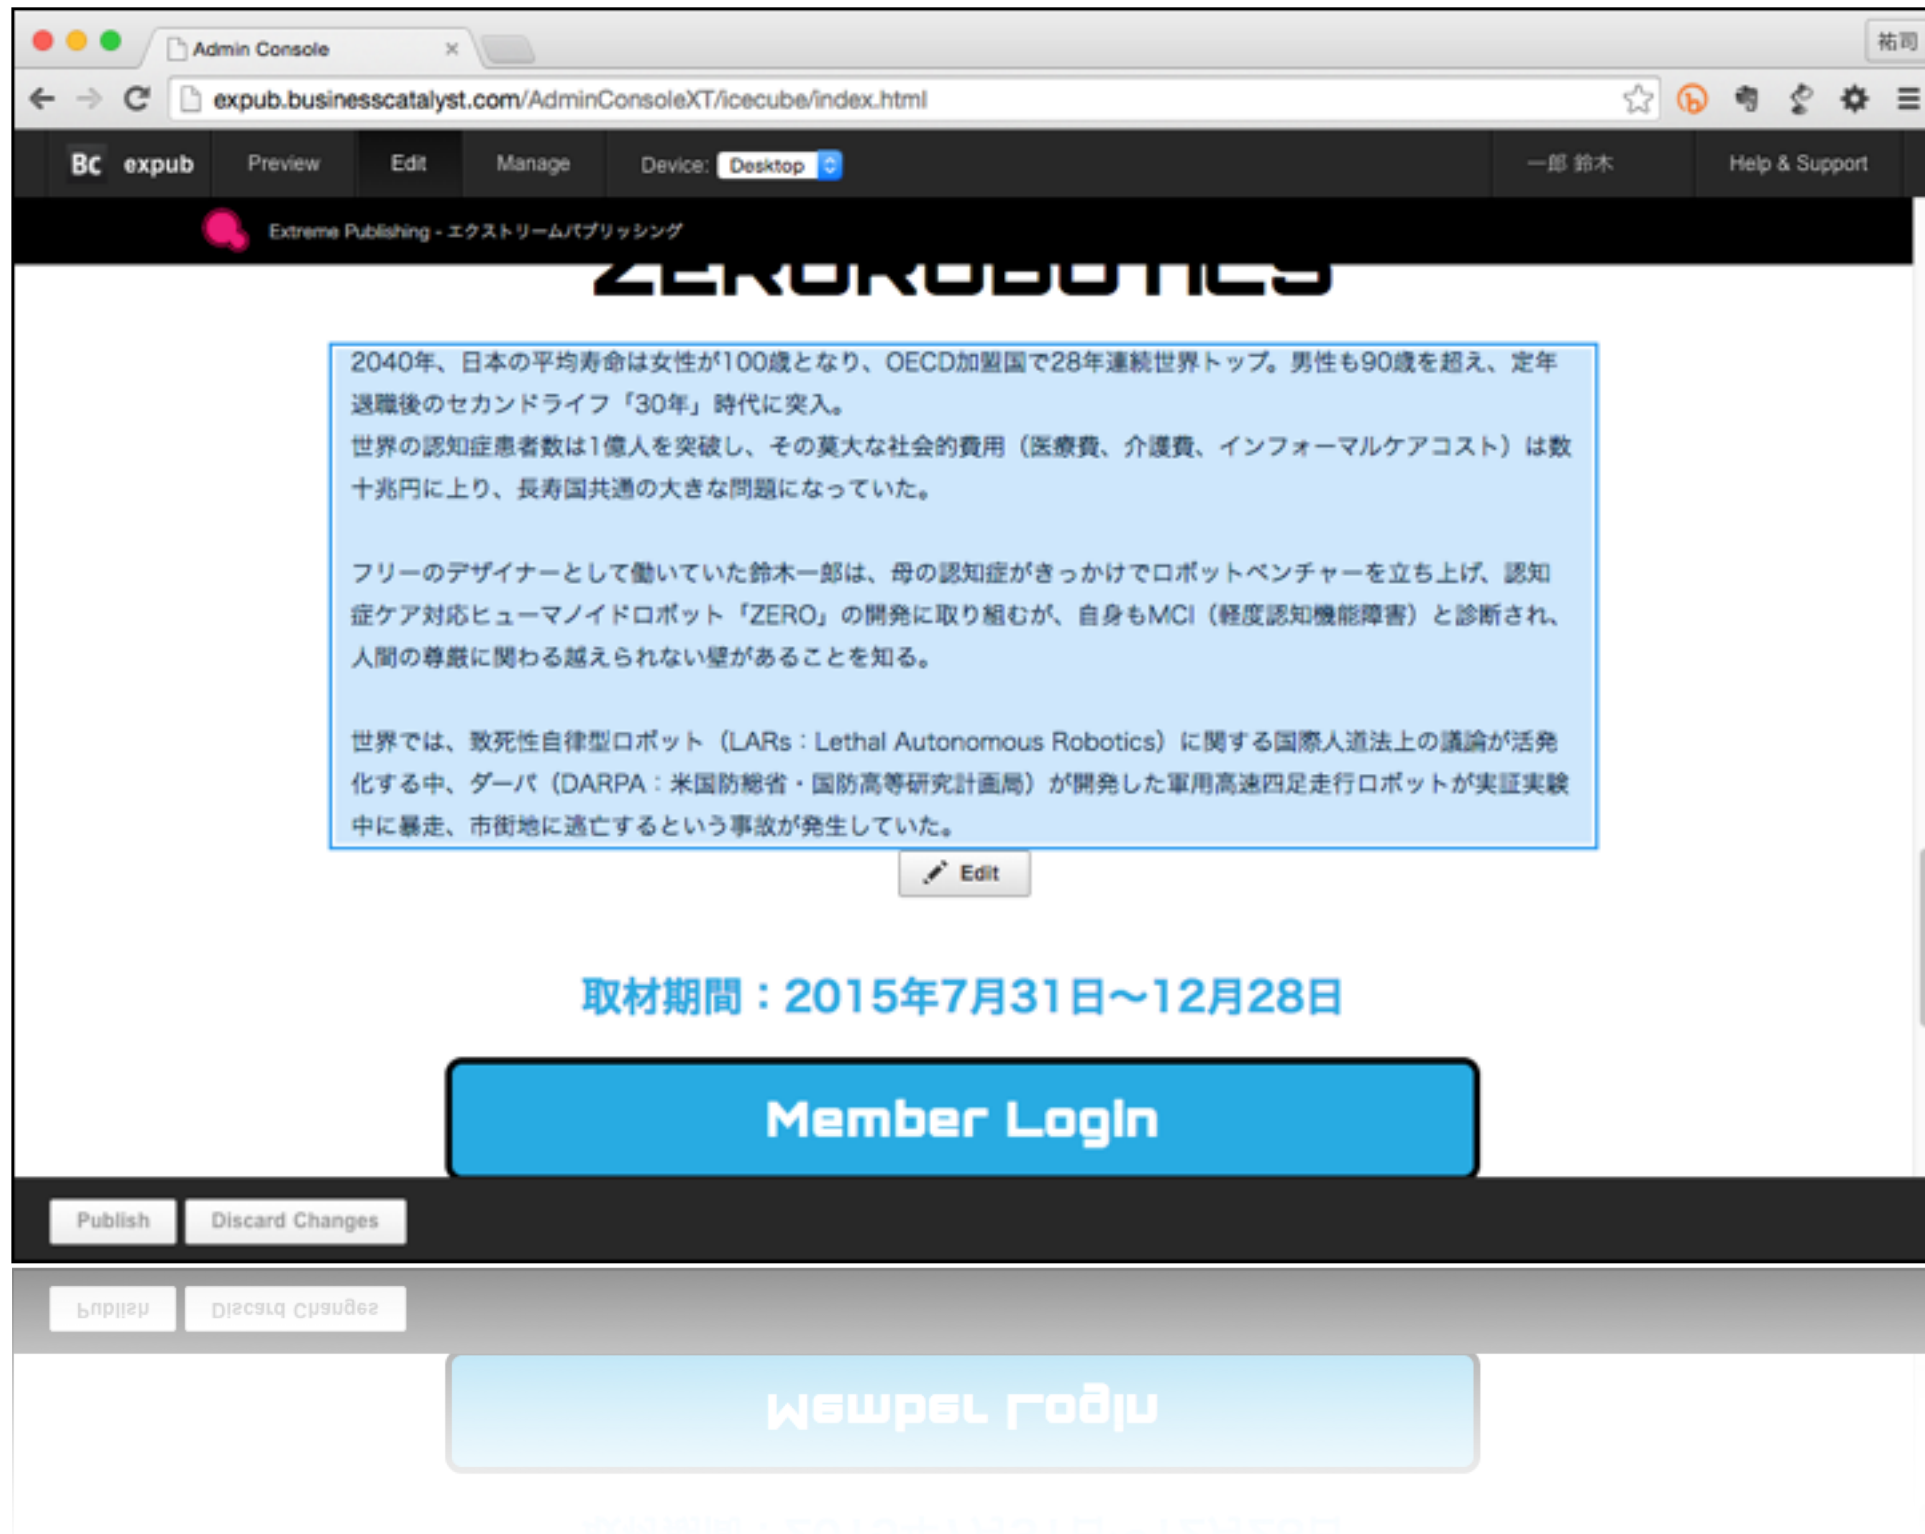 Admin Console
祐司
expub.businesscatalyst.com/AdminConsoleXT/icecube/index.html
BC expub Preview Edit Manage Device: Desktop 一郎 鈴木 Help & Support
Extreme Publishing - エクストリームパブリッシング
ZEROROBOTICS
2040年、日本の平均寿命は女性が100歳となり、OECD加盟国で28年連続世界トップ。男性も90歳を超え、定年
退職後のセカンドライフ「30年」時代に突入。
世界の認知症患者数は1億人を突破し、その莫大な社会的費用（医療費、介護費、インフォーマルケアコスト）は数
十兆円に上り、長寿国共通の大きな問題になっていた。
フリーのデザイナーとして働いていた鈴木一郎は、母の認知症がきっかけでロボットベンチャーを立ち上げ、認知
症ケア対応ヒューマノイドロボット「ZERO」の開発に取り組むが、自身もMCI（軽度認知機能障害）と診断され、
人間の尊厳に関わる越えられない壁があることを知る。
世界では、致死性自律型ロボット（LARs：Lethal Autonomous Robotics）に関する国際人道法上の議論が活発
化する中、ダーパ（DARPA：米国防総省・国防高等研究計画局）が開発した軍用高速四足走行ロボットが実証実験
中に暴走、市街地に逃亡するという事故が発生していた。
Edit
取材期間：2015年7月31日〜12月28日
Member Login
Publish Discard Changes
Publish Discard Changes
Member Login